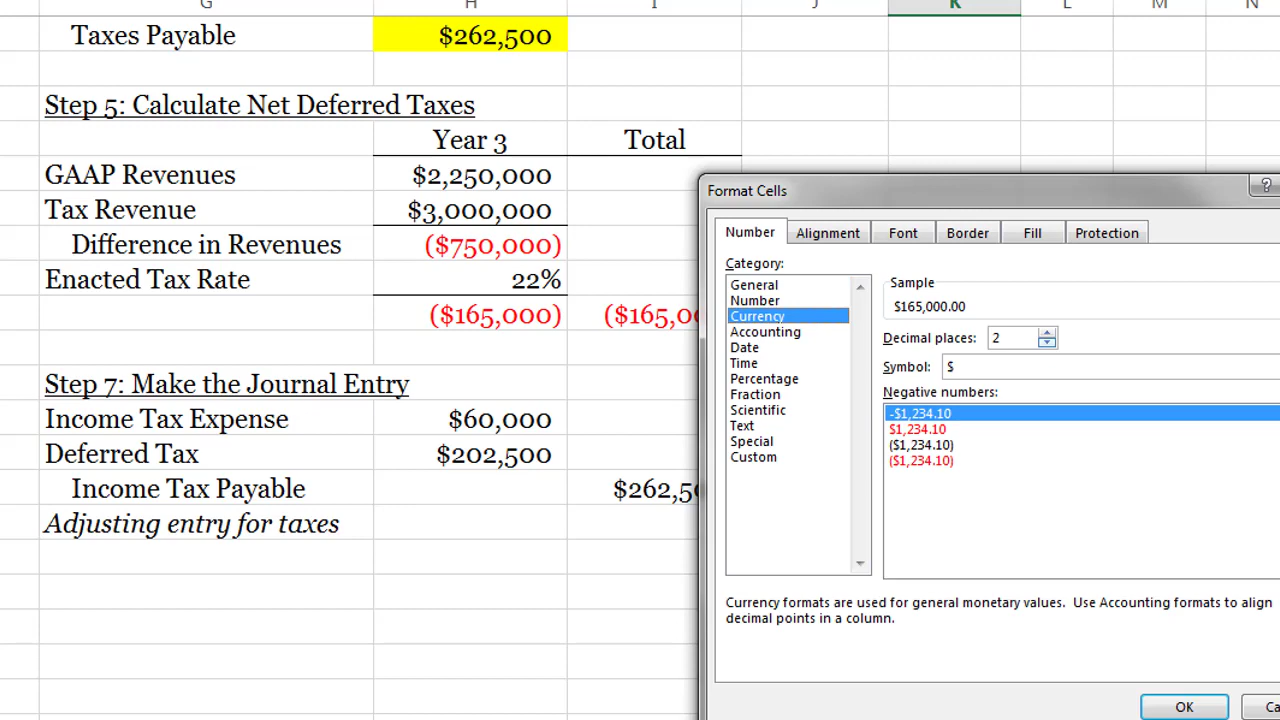 G H I J K L M N
Taxes Payable $262,500
Step 5: Calculate Net Deferred Taxes
Year 3 Total
GAAP Revenues $2,250,000
Tax Revenue $3,000,000
Difference in Revenues ($750,000)
Enacted Tax Rate 22%
($165,000) ($165,0
Step 7: Make the Journal Entry
Income Tax Expense $60,000
Deferred Tax $202,500
Income Tax Payable $262,5
Adjusting entry for taxes
Format Cells ?
Number Alignment Font Border Fill Protection
Category:
General
Number
Currency
Accounting
Date
Time
Percentage
Fraction
Scientific
Text
Special
Custom
Sample
$165,000.00
Decimal places: 2
Symbol: $
Negative numbers:
-$1,234.10
$1,234.10
($1,234.10)
($1,234.10)
Currency formats are used for general monetary values. Use Accounting formats to align
decimal points in a column.
OK Ca